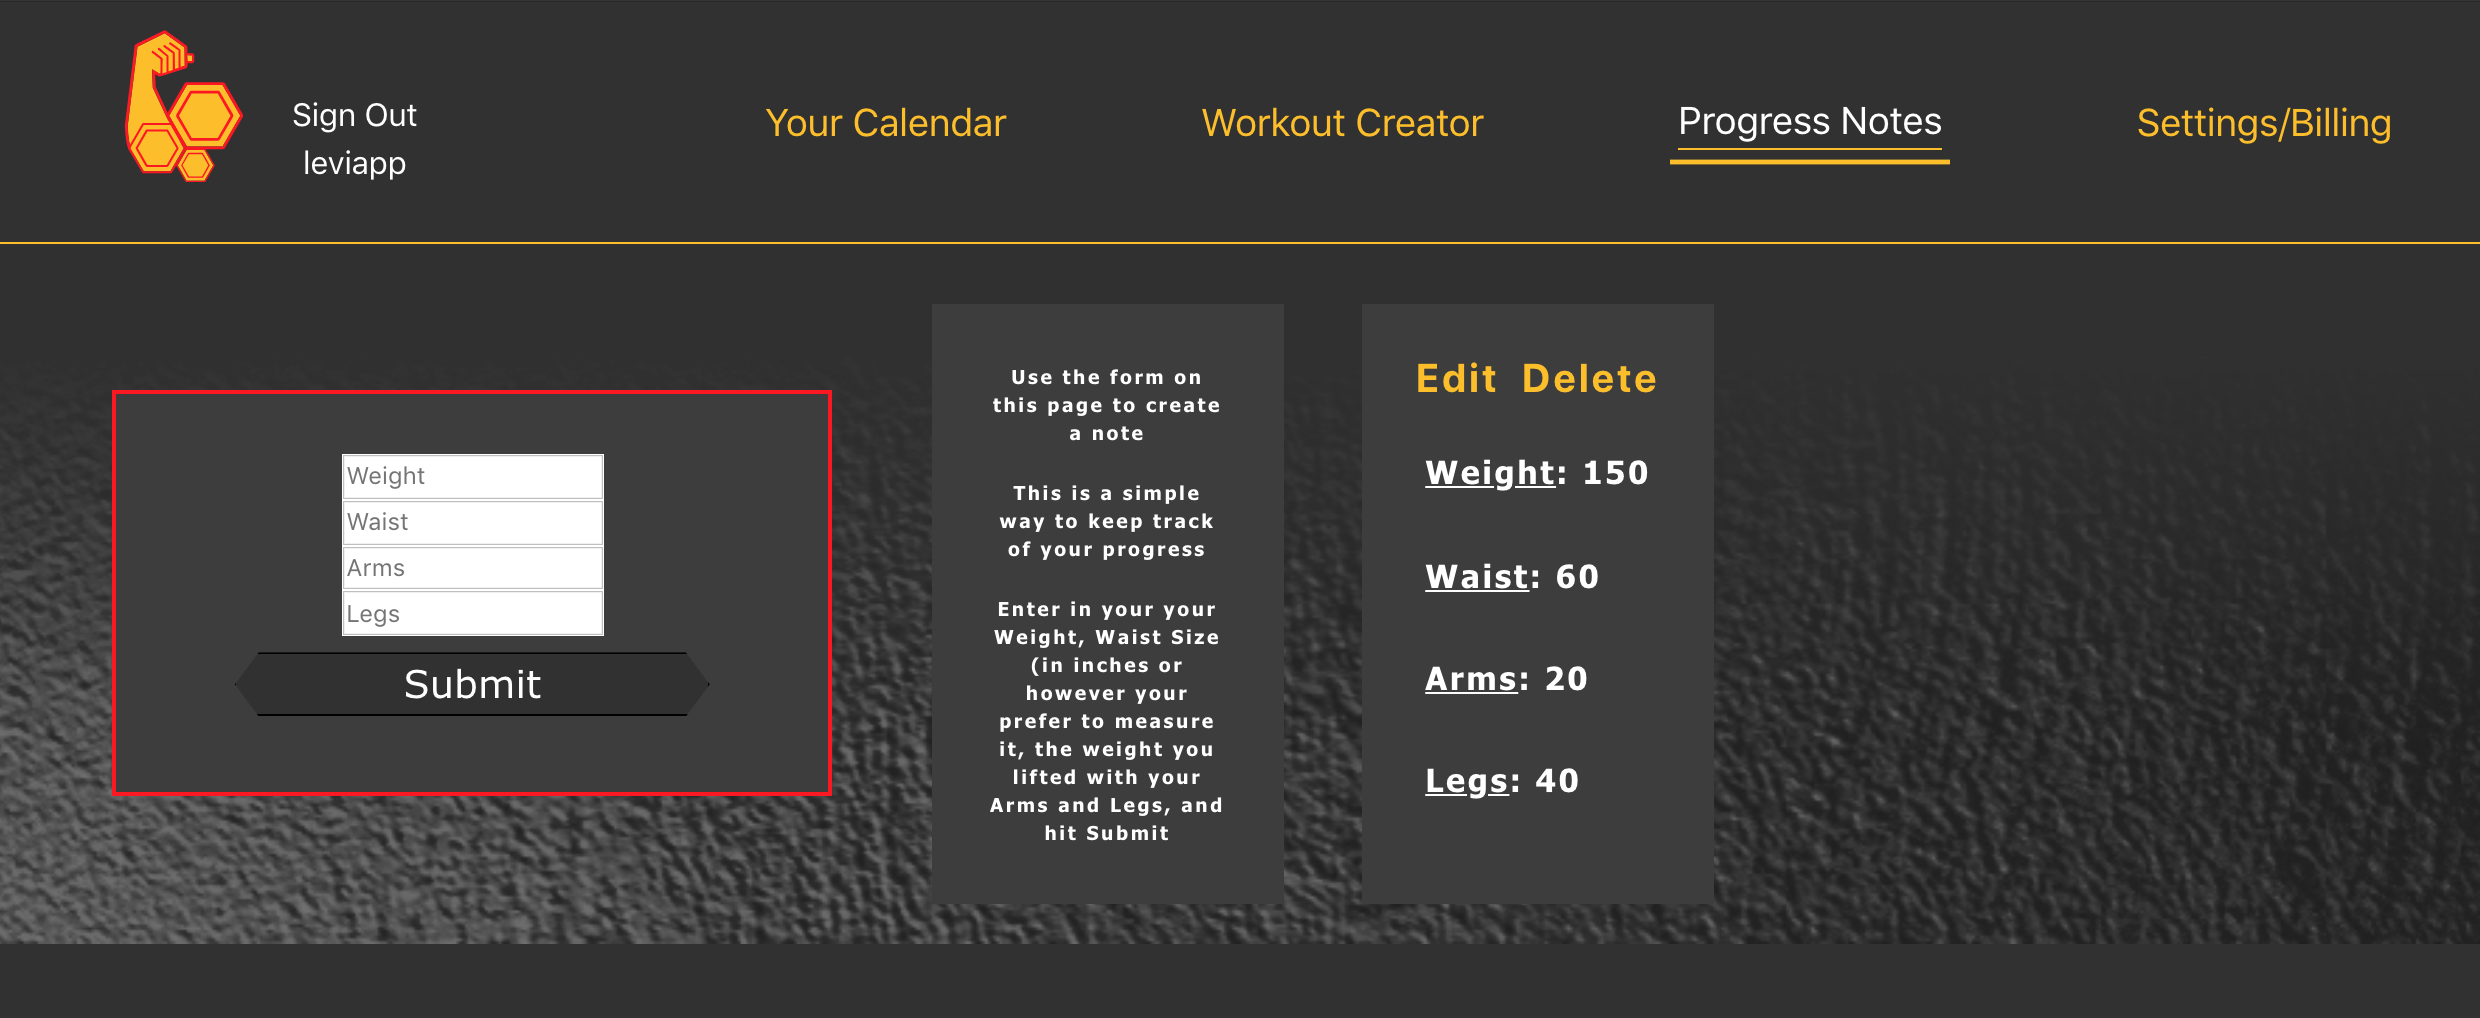 Sign Out
leviapp
Your Calendar
Workout Creator
Progress Notes
Settings/Billing
Weight
Waist
Arms
Legs
Submit
Use the form on
this page to create
a note
This is a simple
way to keep track
of your progress
Enter in your your
Weight, Waist Size
(in inches or
however your
prefer to measure
it, the weight you
lifted with your
Arms and Legs, and
hit Submit
Edit Delete
Weight: 150
Waist: 60
Arms: 20
Legs: 40